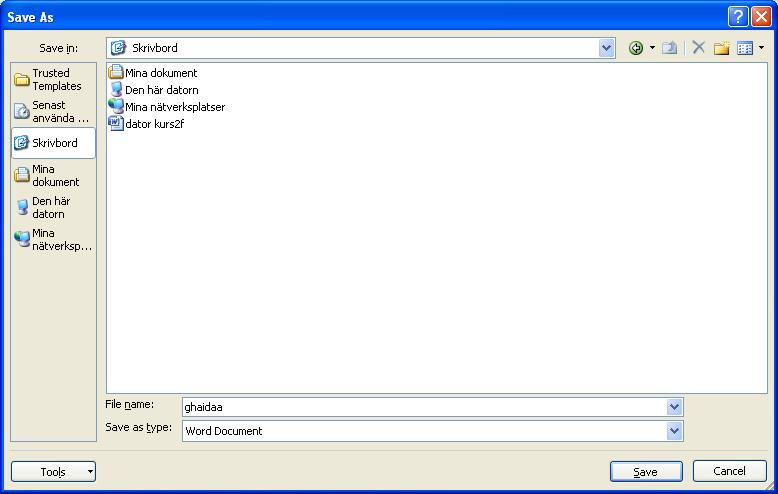 Save As
Save in:
Skrivbord
Trusted
Templates
Senast
använda ...
Skrivbord
Mina
dokument
Den här
datorn
Mina
nätverksp...
Mina dokument
Den här datorn
Mina nätverksplatser
dator kurs2f
File name:
ghaidaa
Save as type:
Word Document
Tools
Save
Cancel